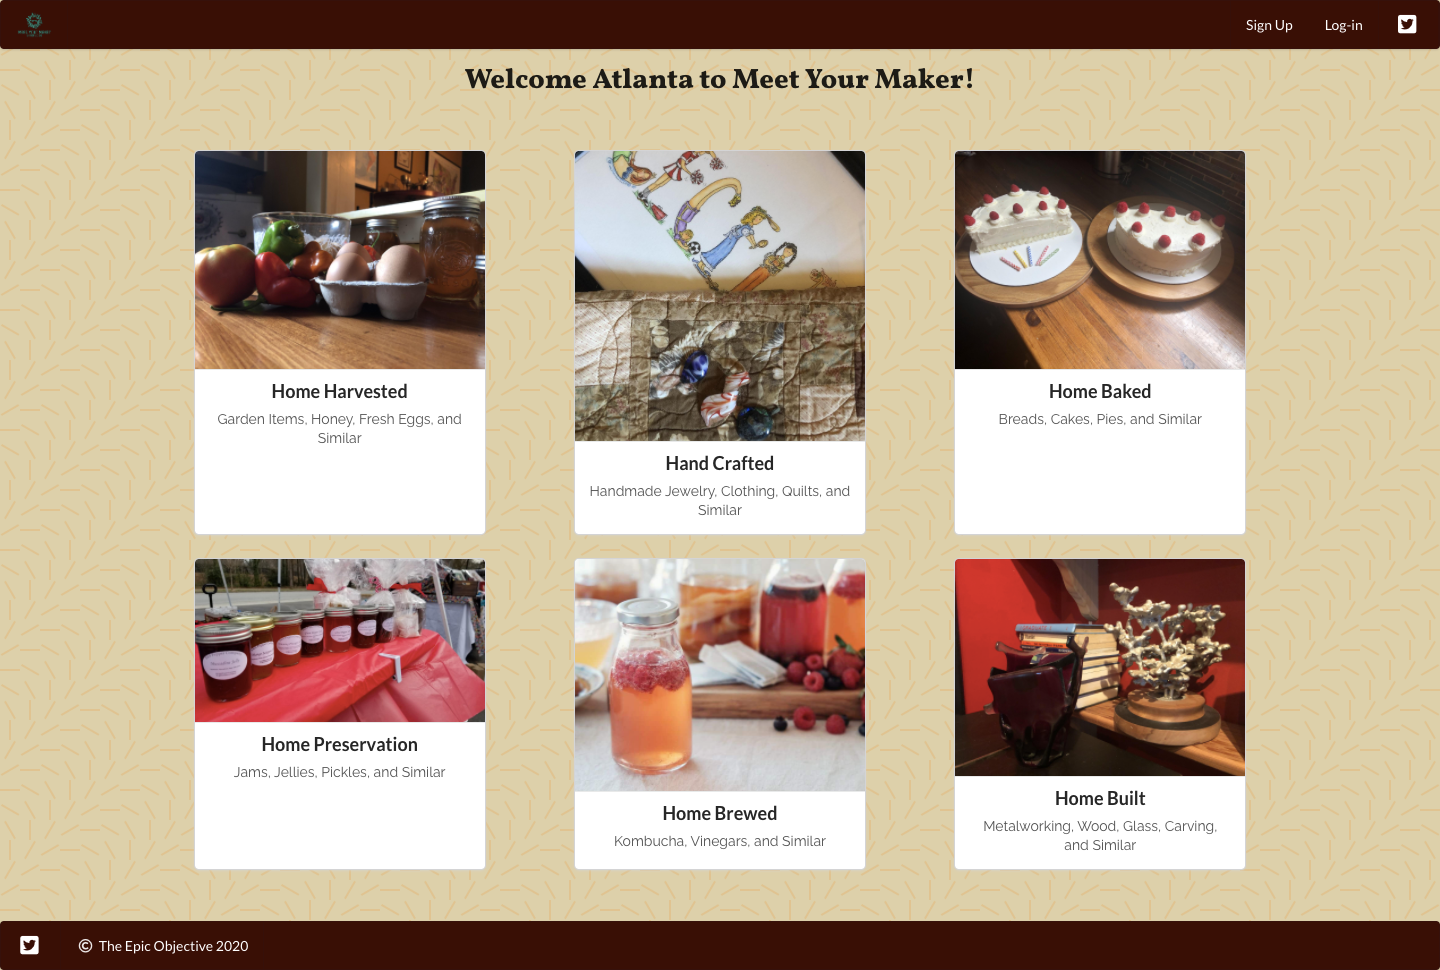 Sign Up
Log-in
Welcome Atlanta to Meet Your Maker!
Home Harvested
Garden Items, Honey, Fresh Eggs, and
Similar
Hand Crafted
Handmade Jewelry, Clothing, Quilts, and
Similar
Home Baked
Breads, Cakes, Pies, and Similar
Home Preservation
Jams, Jellies, Pickles, and Similar
Home Brewed
Kombucha, Vinegars, and Similar
Home Built
Metalworking, Wood, Glass, Carving,
and Similar
© The Epic Objective 2020